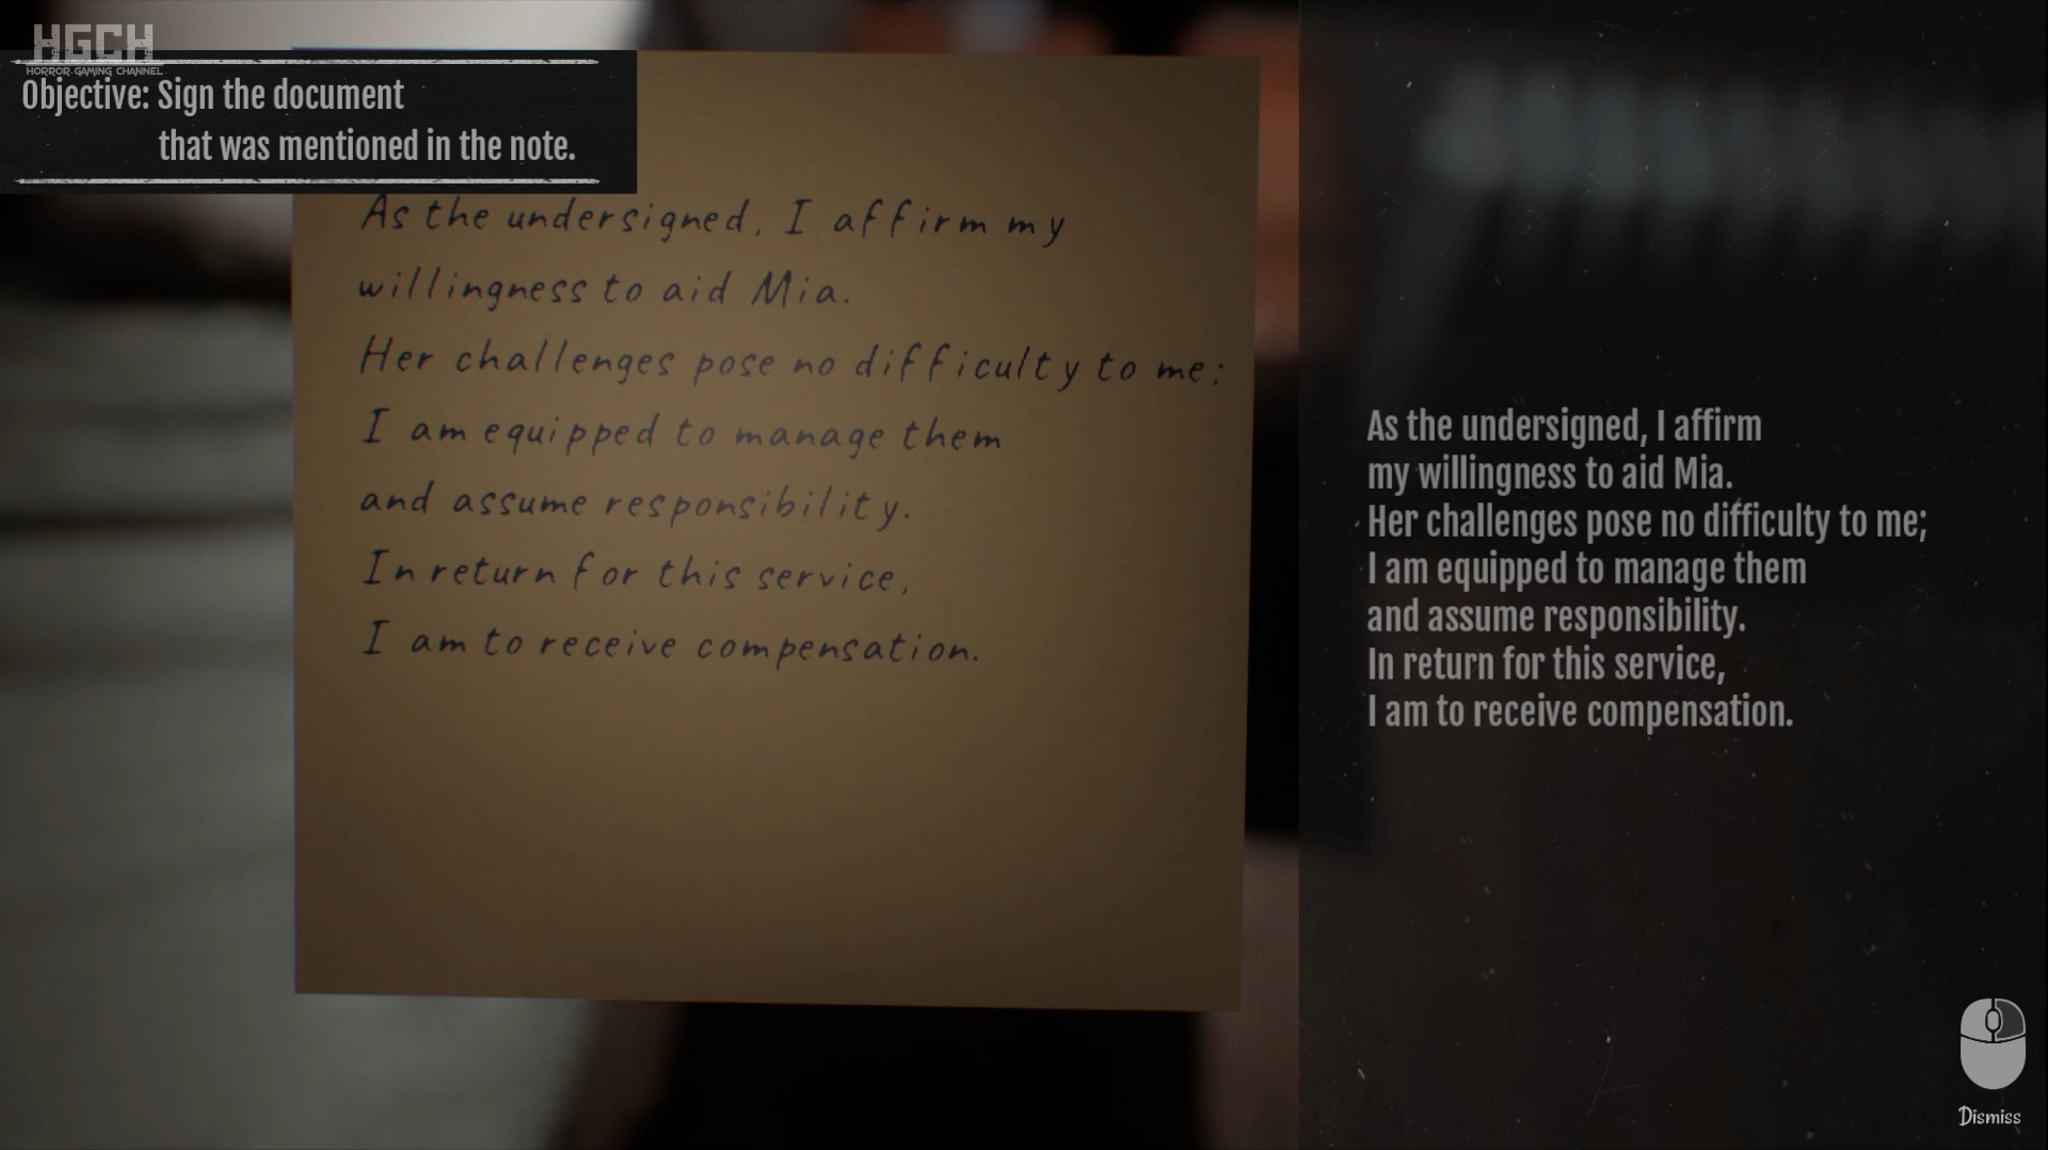 HGCH
HORROR GAMING CHANNEL
Objective: Sign the document
that was mentioned in the note.
As the undersigned, I affirm my
willingness to aid Mia.
Her challenges pose no difficulty to me;
I am equipped to manage them
and assume responsibility.
In return for this service,
I am to receive compensation.
As the undersigned, I affirm
my willingness to aid Mia.
Her challenges pose no difficulty to me;
I am equipped to manage them
and assume responsibility.
In return for this service,
I am to receive compensation.
Dismiss